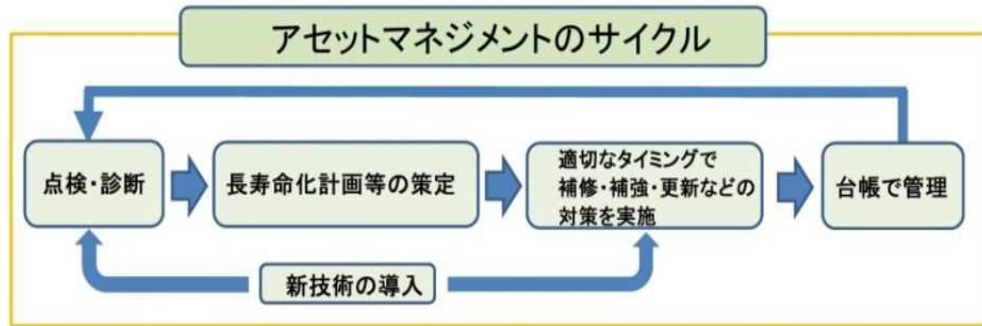 アセットマネジメントのサイクル
点検・診断
長寿命化計画等の策定
適切なタイミングで
補修・補強・更新などの
対策を実施
台帳で管理
新技術の導入